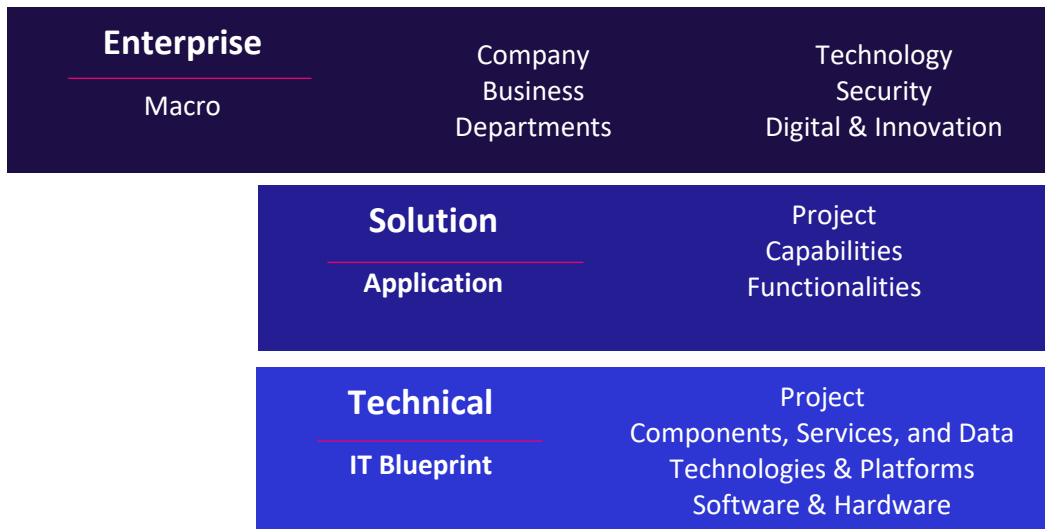 Enterprise
Macro
Company
Business
Departments
Technology
Security
Digital & Innovation
Solution
Application
Project
Capabilities
Functionalities
Technical
IT Blueprint
Project
Components, Services, and Data
Technologies & Platforms
Software & Hardware